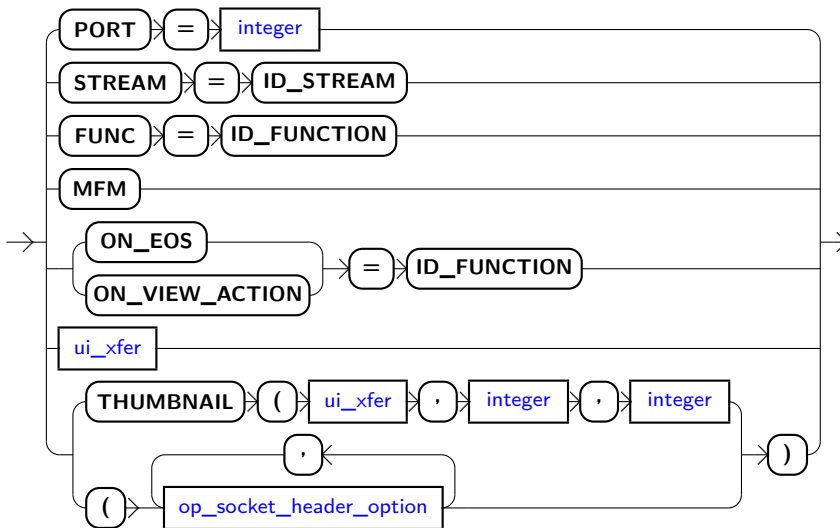 PORT = integer
STREAM = ID_STREAM
FUNC = ID_FUNCTION
MFM
ON_EOS
ON_VIEW_ACTION = ID_FUNCTION
ui_xfer
THUMBNAIL ( ui_xfer , integer , integer
,
( op_socket_header_option )